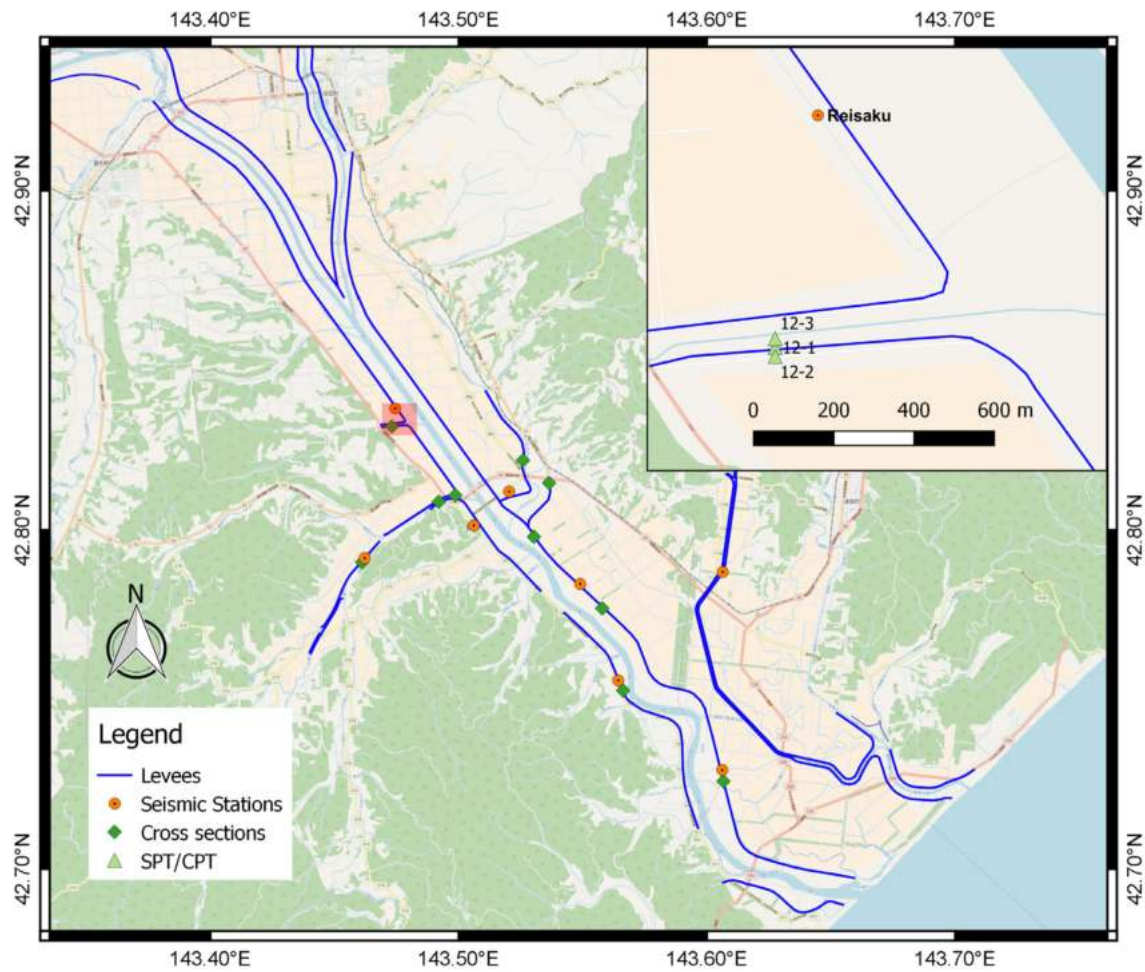 143.40°E 143.50°E 143.60°E 143.70°E
42.90°N
42.90°N
Reisaku
12-3
12-1
12-2
0 200 400 600 m
42.80°N
42.80°N
N
Legend
Levees
Seismic Stations
Cross sections
SPT/CPT
42.70°N
42.70°N
143.40°E 143.50°E 143.60°E 143.70°E